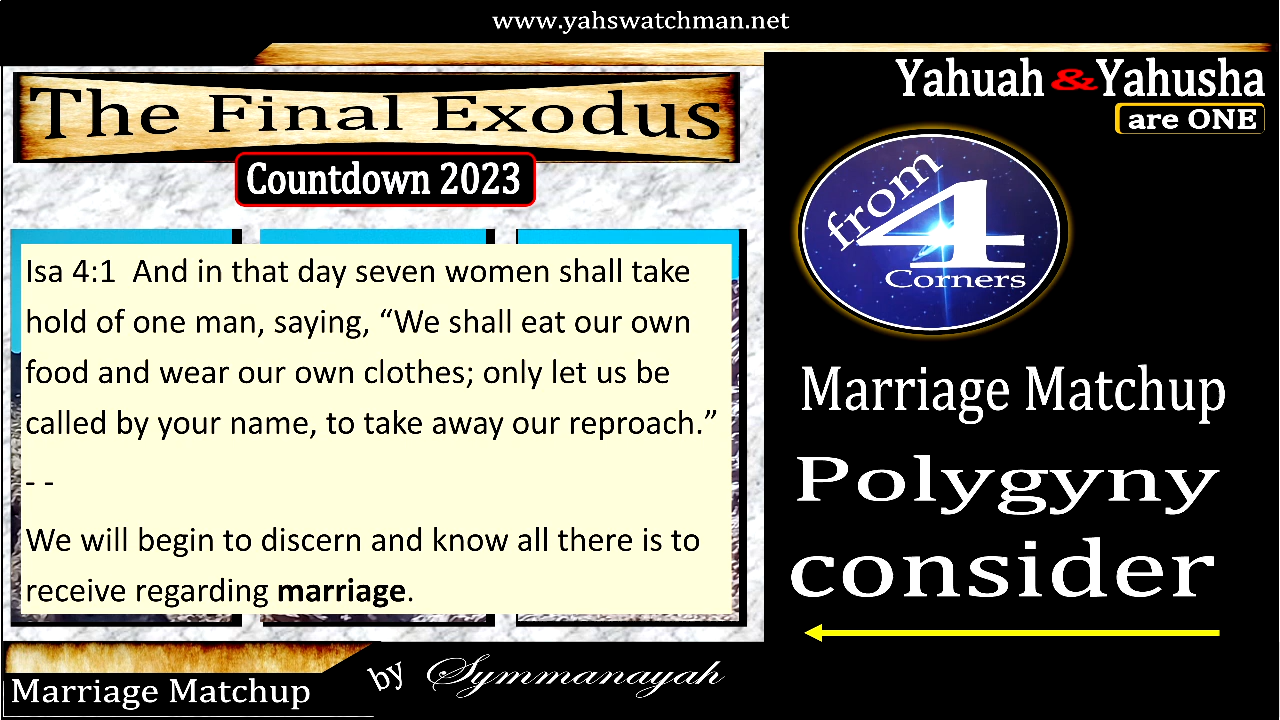 www.yahswatchman.net
The Final Exodus
Countdown 2023
Isa 4:1  And in that day seven women shall take
hold of one man, saying, “We shall eat our own
food and wear our own clothes; only let us be
called by your name, to take away our reproach.”
- -
We will begin to discern and know all there is to
receive regarding marriage.
Yahuah & Yahusha
are ONE
from
4
Corners
Marriage Matchup
Polygyny
consider
Marriage Matchup
by Symmanayah